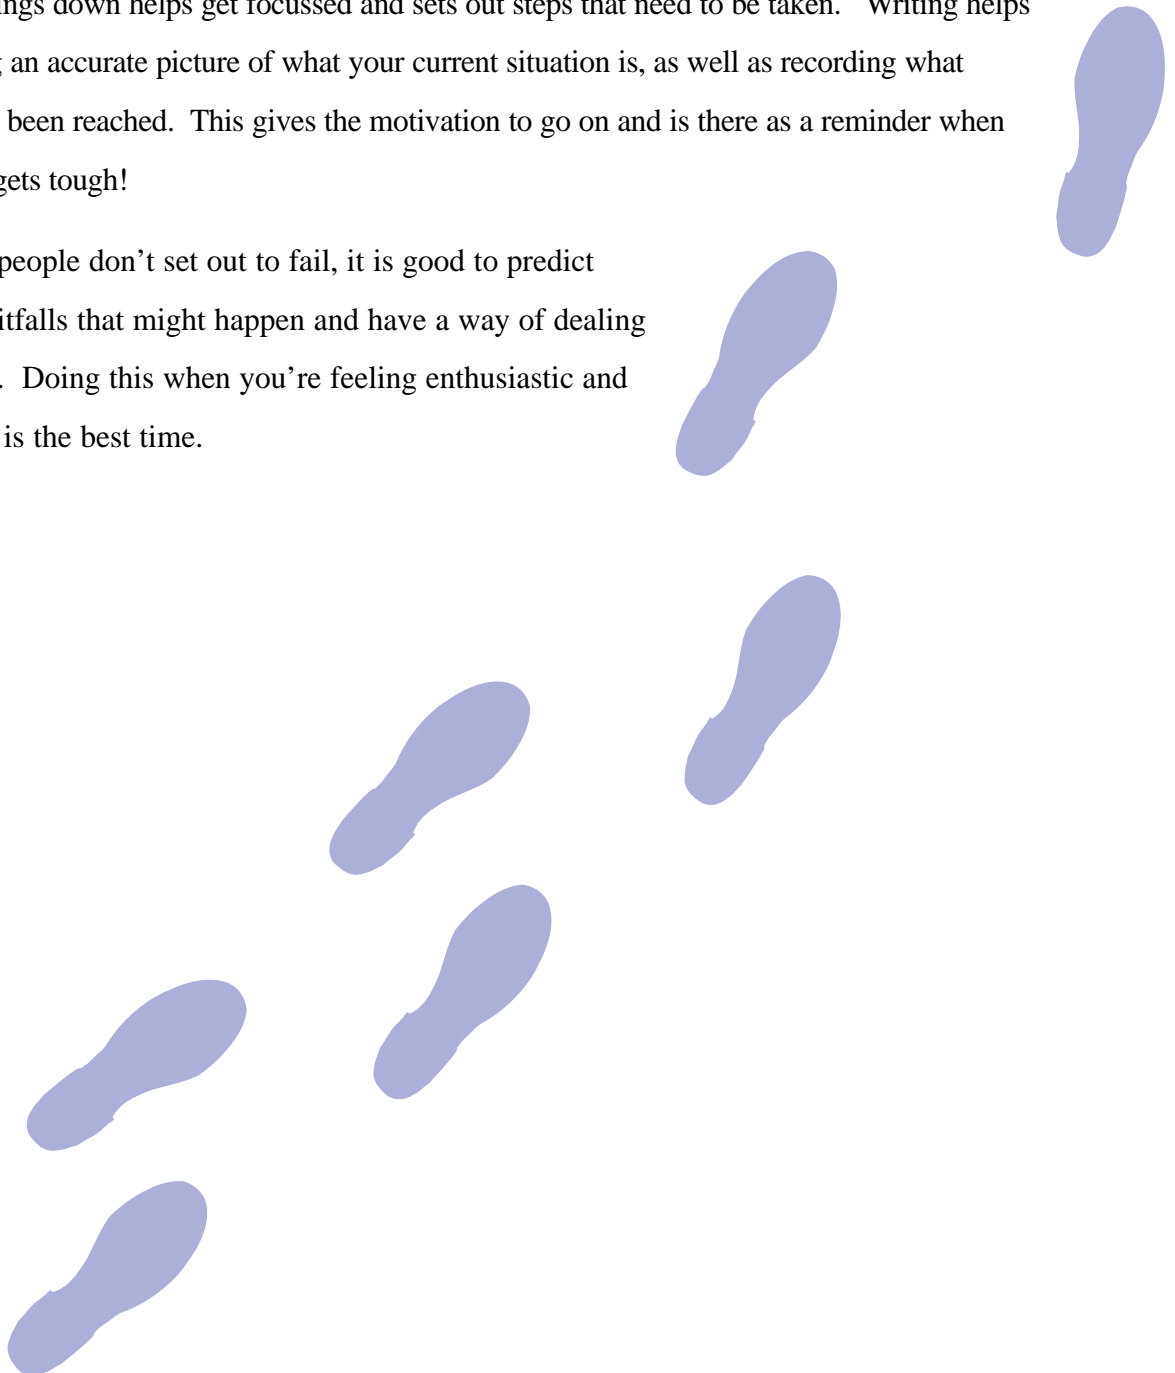 ings down helps get focussed and sets out steps that need to be taken. Writing helps
an accurate picture of what your current situation is, as well as recording what
been reached. This gives the motivation to go on and is there as a reminder when
gets tough!
people don't set out to fail, it is good to predict
itfalls that might happen and have a way of dealing
. Doing this when you're feeling enthusiastic and
is the best time.